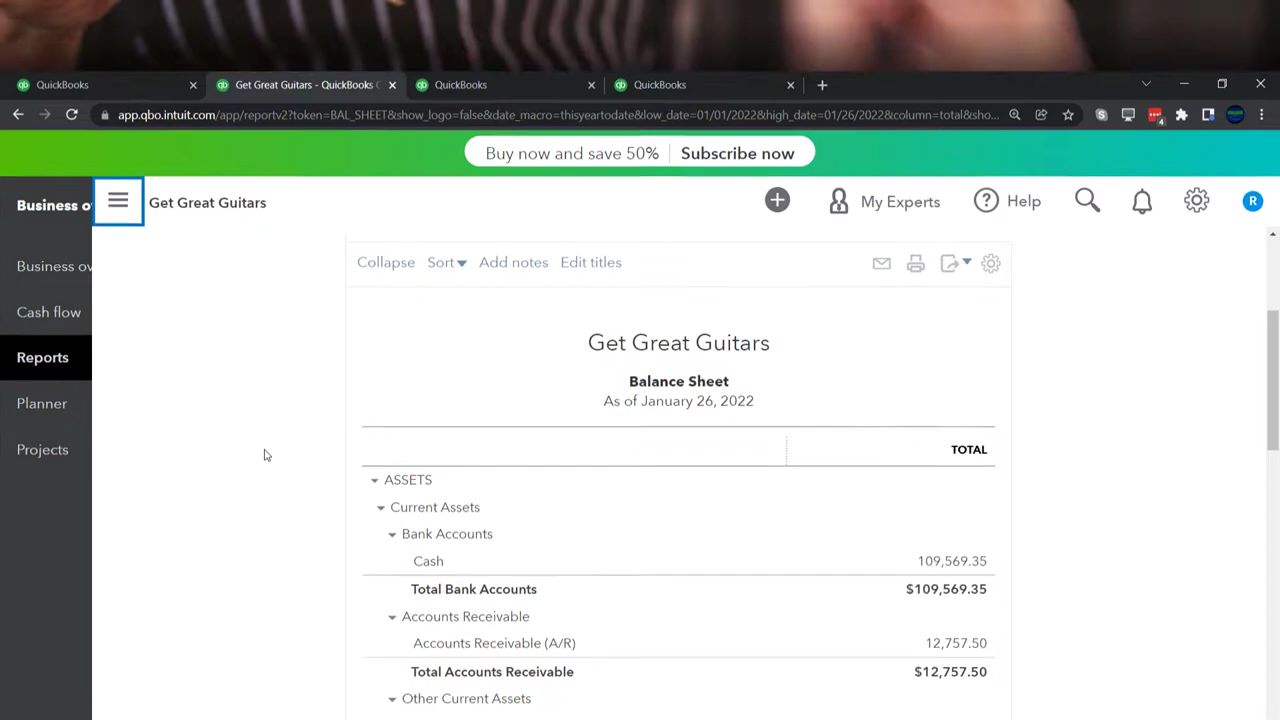 QuickBooks
Get Great Guitars - QuickBooks
QuickBooks
QuickBooks
app.qbo.intuit.com/app/reportv2?token=BAL_SHEET&show_logo=false&date_macro=thisyeartodate&low_date=01/01/2022&high_date=01/26/2022&column=total&sho...
4
Buy now and save 50% Subscribe now
Business o
Get Great Guitars
My Experts
Help
R
Business ov
Cash flow
Reports
Planner
Projects
Collapse Sort Add notes Edit titles
Get Great Guitars
Balance Sheet
As of January 26, 2022
TOTAL
ASSETS
Current Assets
Bank Accounts
Cash 109,569.35
Total Bank Accounts $109,569.35
Accounts Receivable
Accounts Receivable (A/R) 12,757.50
Total Accounts Receivable $12,757.50
Other Current Assets